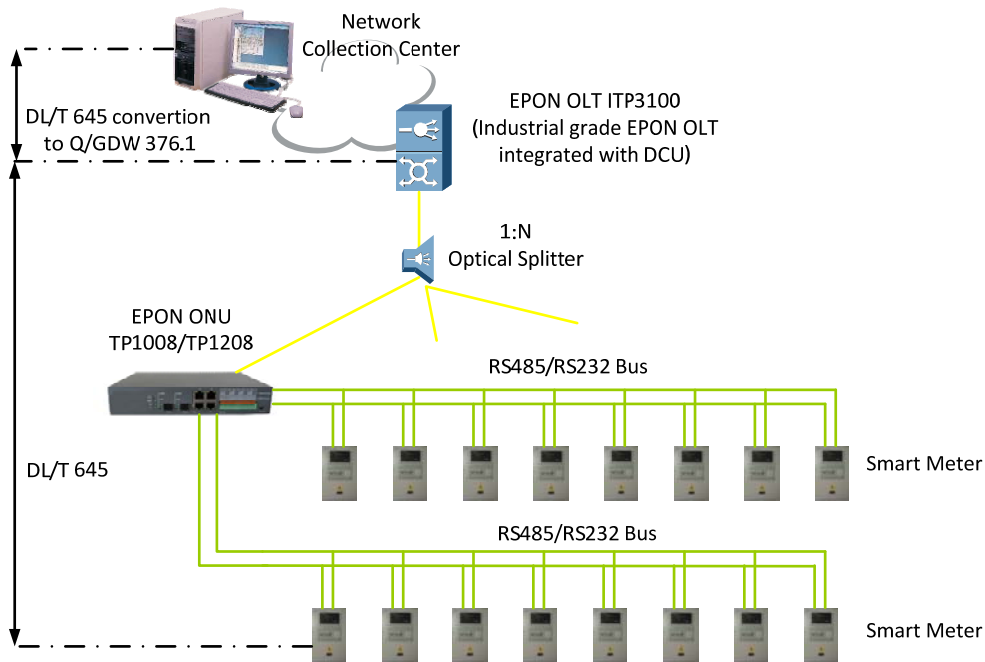 Network
Collection Center
DL/T 645 convertion
to Q/GDW 376.1
EPON OLT ITP3100
(Industrial grade EPON OLT
integrated with DCU)
1:N
Optical Splitter
EPON ONU
TP1008/TP1208
RS485/RS232 Bus
DL/T 645
Smart Meter
RS485/RS232 Bus
Smart Meter